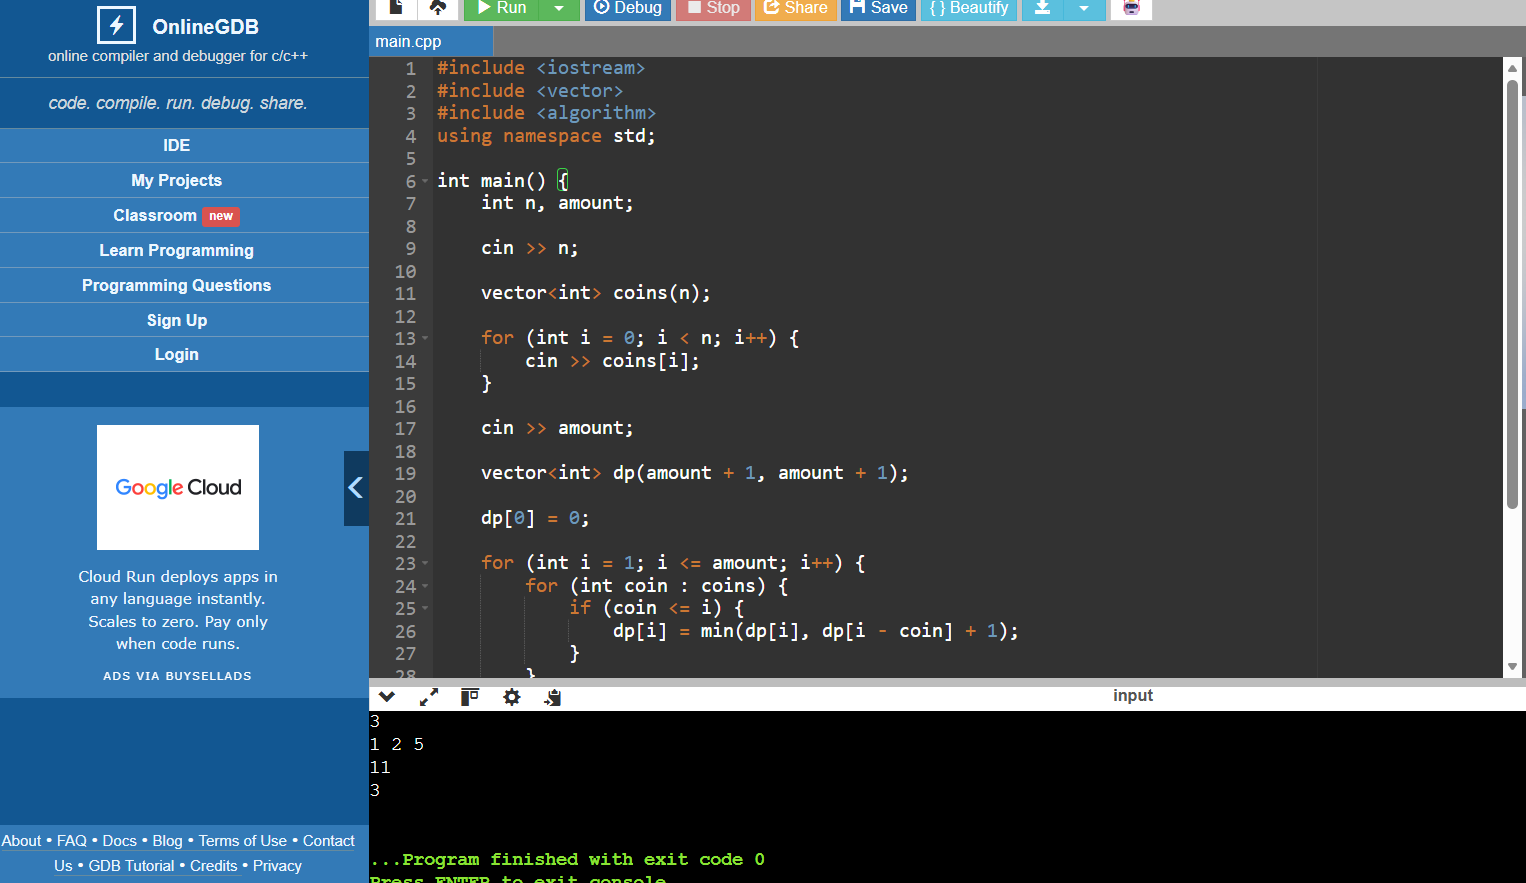 OnlineGDB
online compiler and debugger for c/c++
code. compile. run. debug. share.
IDE
My Projects
Classroom new
Learn Programming
Programming Questions
Sign Up
Login
Google Cloud
Cloud Run deploys apps in
any language instantly.
Scales to zero. Pay only
when code runs.
ADS VIA BUYSELLADS
About • FAQ • Docs • Blog • Terms of Use • Contact
Us • GDB Tutorial • Credits • Privacy
Run Debug Stop Share Save { } Beautify
main.cpp
1 #include <iostream>
2 #include <vector>
3 #include <algorithm>
4 using namespace std;
5
6 int main() {
7     int n, amount;
8
9     cin >> n;
10
11     vector<int> coins(n);
12
13     for (int i = 0; i < n; i++) {
14         cin >> coins[i];
15     }
16
17     cin >> amount;
18
19     vector<int> dp(amount + 1, amount + 1);
20
21     dp[0] = 0;
22
23     for (int i = 1; i <= amount; i++) {
24         for (int coin : coins) {
25             if (coin <= i) {
26                 dp[i] = min(dp[i], dp[i - coin] + 1);
27             }
28         }
input
3
1 2 5
11
3
...Program finished with exit code 0
Press ENTER to exit console